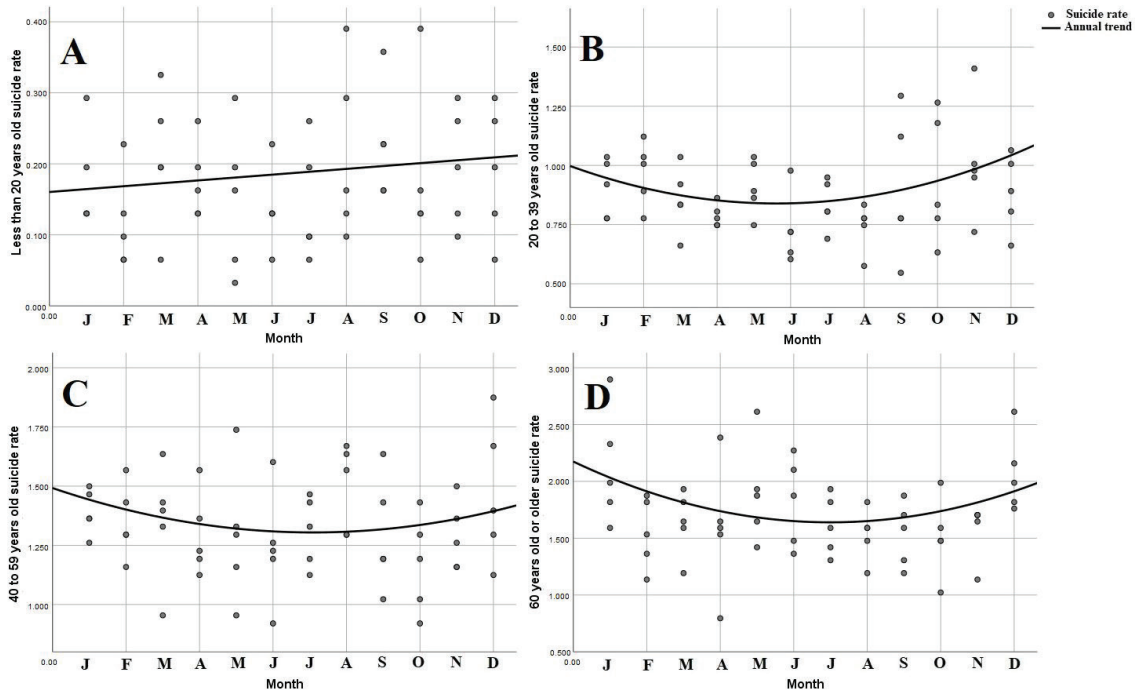 Suicide rate
Annual trend
A
Less than 20 years old suicide rate
0.400
0.300
0.200
0.100
0.000
0.00
J F M A M J J A S O N D
Month
B
20 to 39 years old suicide rate
1.500
1.250
1.000
0.750
0.500
0.00
J F M A M J J A S O N D
Month
C
40 to 59 years old suicide rate
2.000
1.750
1.500
1.250
1.000
0.00
J F M A M J J A S O N D
Month
D
60 years old or older suicide rate
3.000
2.500
2.000
1.500
1.000
0.500
0.00
J F M A M J J A S O N D
Month